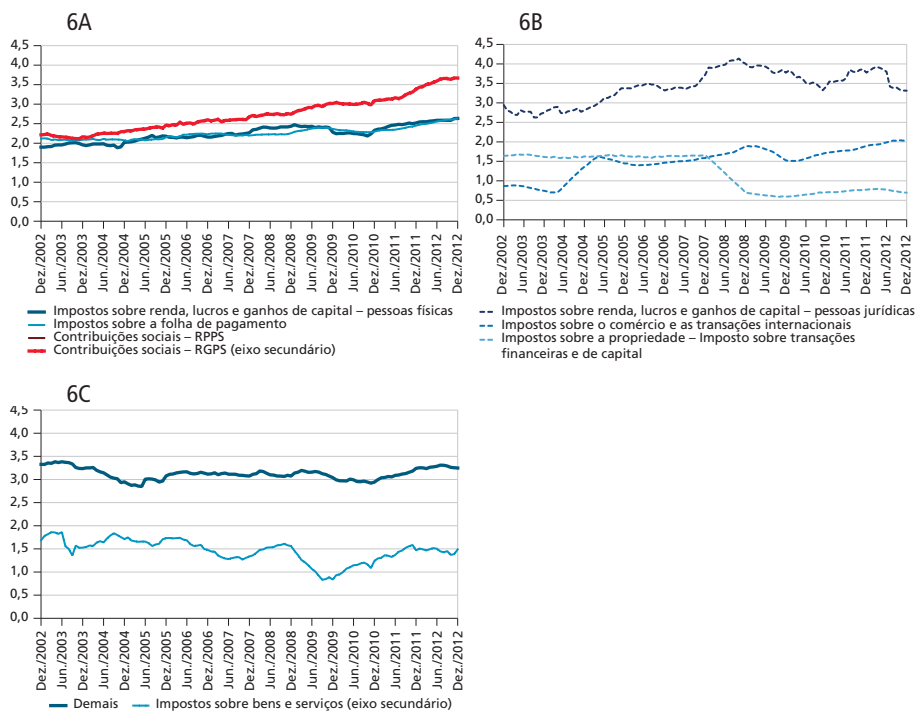 6A
4,5
4,0
3,5
3,0
2,5
2,0
1,5
1,0
0,5
0,0
Dez./2002
Jun./2003
Dez./2003
Jun./2004
Dez./2004
Jun./2005
Dez./2005
Jun./2006
Dez./2006
Jun./2007
Dez./2007
Jun./2008
Dez./2008
Jun./2009
Dez./2009
Jun./2010
Dez./2010
Jun./2011
Dez./2011
Jun./2012
Dez./2012
Impostos sobre renda, lucros e ganhos de capital – pessoas físicas
Impostos sobre a folha de pagamento
Contribuições sociais – RPPS
Contribuições sociais – RGPS (eixo secundário)
6B
4,5
4,0
3,5
3,0
2,5
2,0
1,5
1,0
0,5
0,0
Dez./2002
Jun./2003
Dez./2003
Jun./2004
Dez./2004
Jun./2005
Dez./2005
Jun./2006
Dez./2006
Jun./2007
Dez./2007
Jun./2008
Dez./2008
Jun./2009
Dez./2009
Jun./2010
Dez./2010
Jun./2011
Dez./2011
Jun./2012
Dez./2012
Impostos sobre renda, lucros e ganhos de capital – pessoas jurídicas
Impostos sobre o comércio e as transações internacionais
Impostos sobre a propriedade – Imposto sobre transações
financeiras e de capital
6C
4,5
4,0
3,5
3,0
2,5
2,0
1,5
1,0
0,5
0,0
Dez./2002
Jun./2003
Dez./2003
Jun./2004
Dez./2004
Jun./2005
Dez./2005
Jun./2006
Dez./2006
Jun./2007
Dez./2007
Jun./2008
Dez./2008
Jun./2009
Dez./2009
Jun./2010
Dez./2010
Jun./2011
Dez./2011
Jun./2012
Dez./2012
Demais
Impostos sobre bens e serviços (eixo secundário)